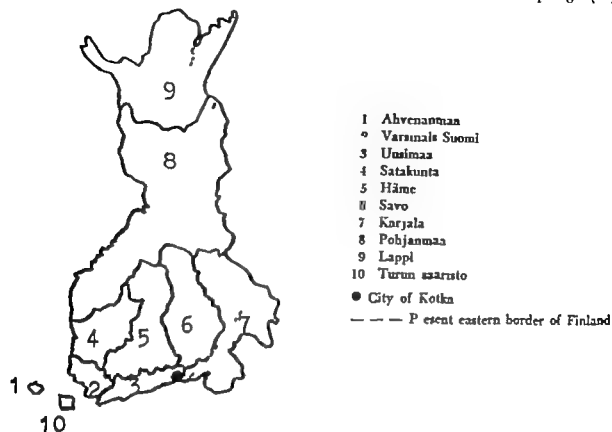 9
8
4
5
6
7
1
2
3
10
1 Ahvenanmaa
2 Varsinais Suomi
3 Uusimaa
4 Satakunta
5 Häme
6 Savo
7 Karjala
8 Pohjanmaa
9 Lappi
10 Turun saaristo
● City of Kotka
— — — P esent eastern border of Finland